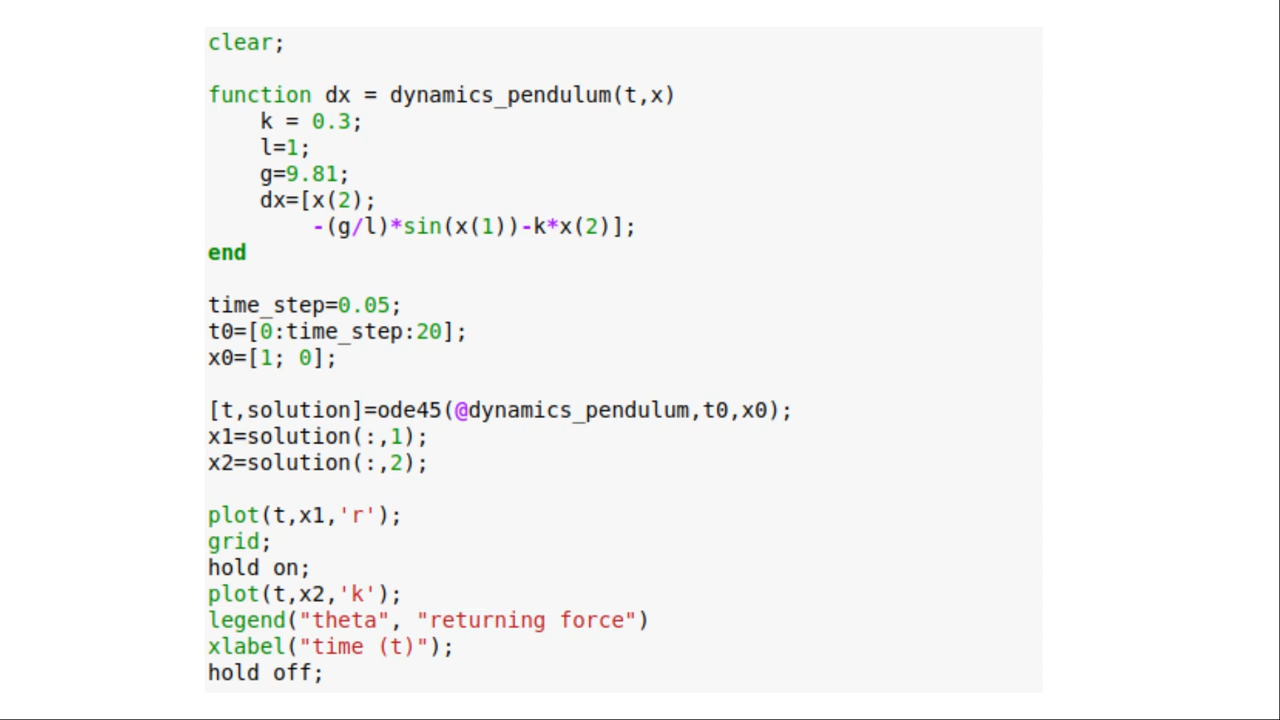 clear;
function dx = dynamics_pendulum(t,x)
    k = 0.3;
    l=1;
    g=9.81;
    dx=[x(2);
        -(g/l)*sin(x(1))-k*x(2)];
end
time_step=0.05;
t0=[0:time_step:20];
x0=[1; 0];
[t,solution]=ode45(@dynamics_pendulum,t0,x0);
x1=solution(:,1);
x2=solution(:,2);
plot(t,x1,'r');
grid;
hold on;
plot(t,x2,'k');
legend("theta", "returning force")
xlabel("time (t)");
hold off;